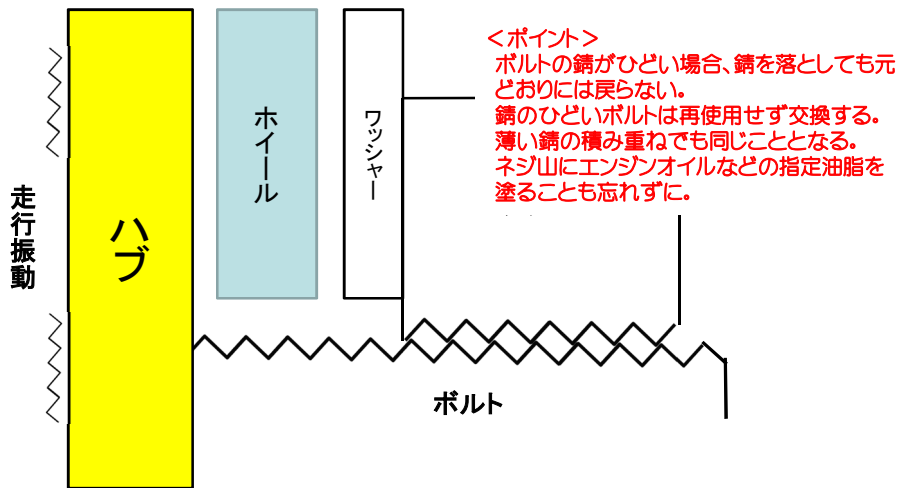 <ポイント>
ボルトの錆がひどい場合、錆を落としても元
どおりには戻らない。
錆のひどいボルトは再使用せず交換する。
薄い錆の積み重ねでも同じこととなる。
ネジ山にエンジンオイルなどの指定油脂を
塗ることも忘れずに。
走行振動
ハブ
ホイール
ワッシャー
ボルト